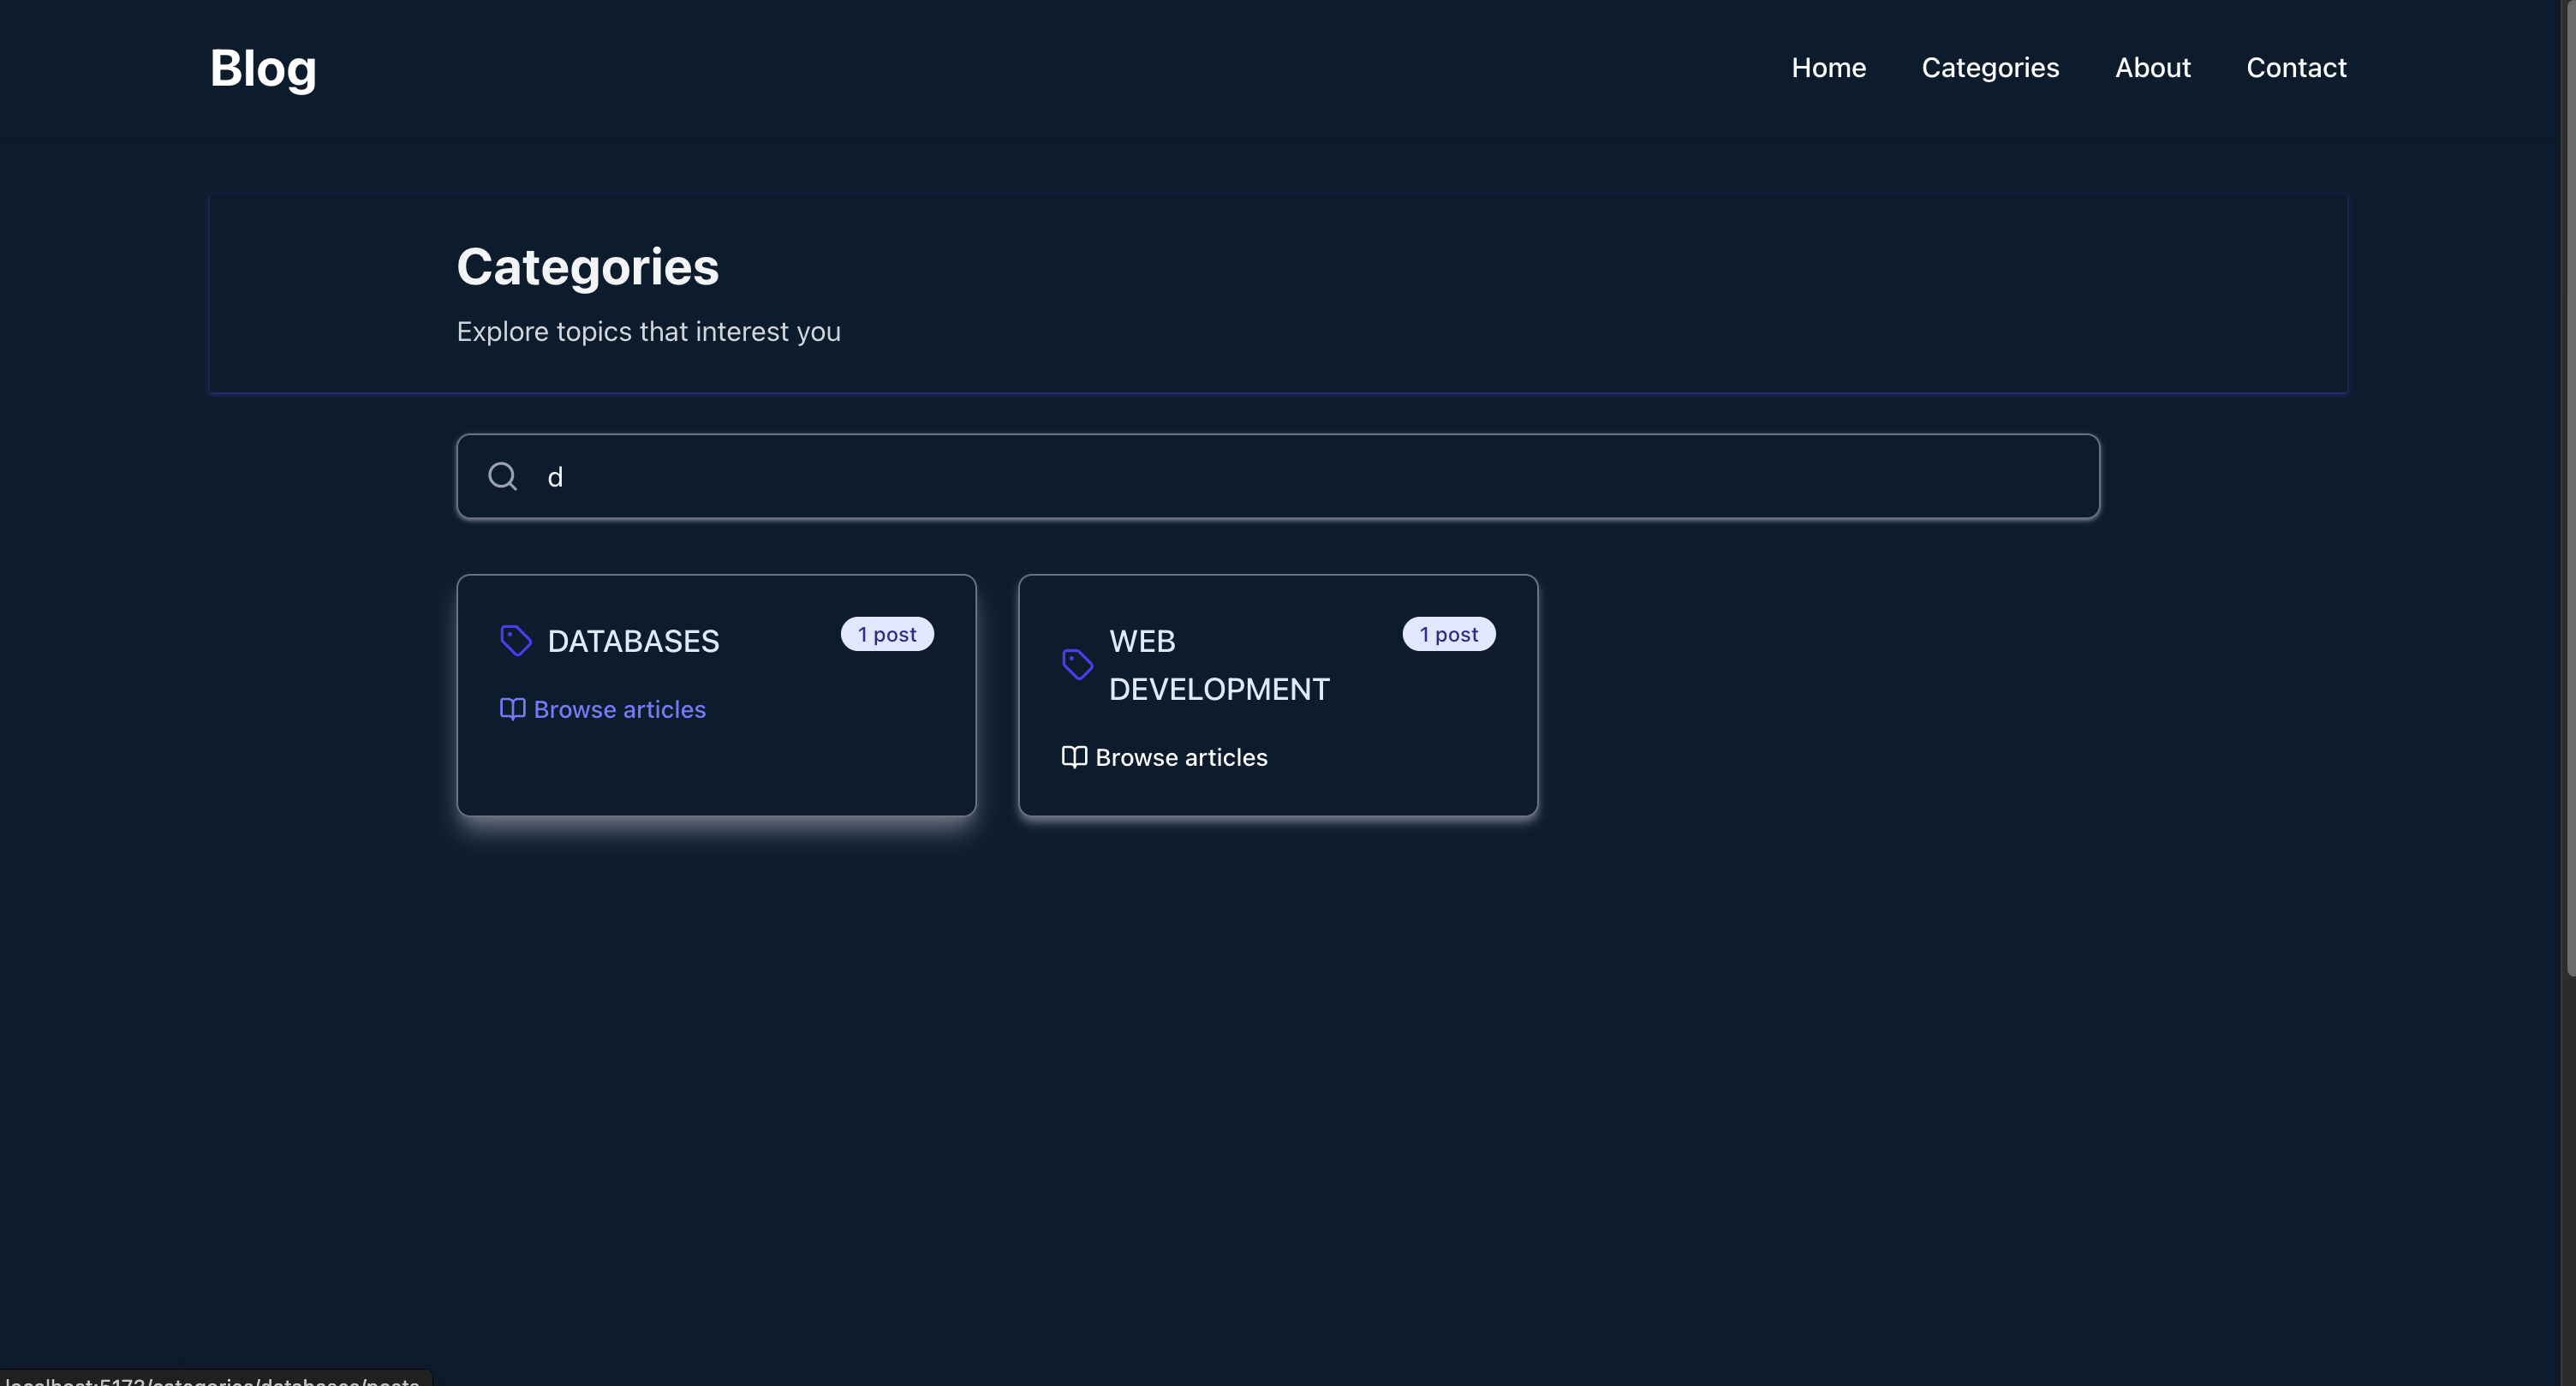 Blog
Home Categories About Contact
Categories
Explore topics that interest you
d
DATABASES
1 post
Browse articles
WEB
DEVELOPMENT
1 post
Browse articles
localhost:5173/categories/databases/posts